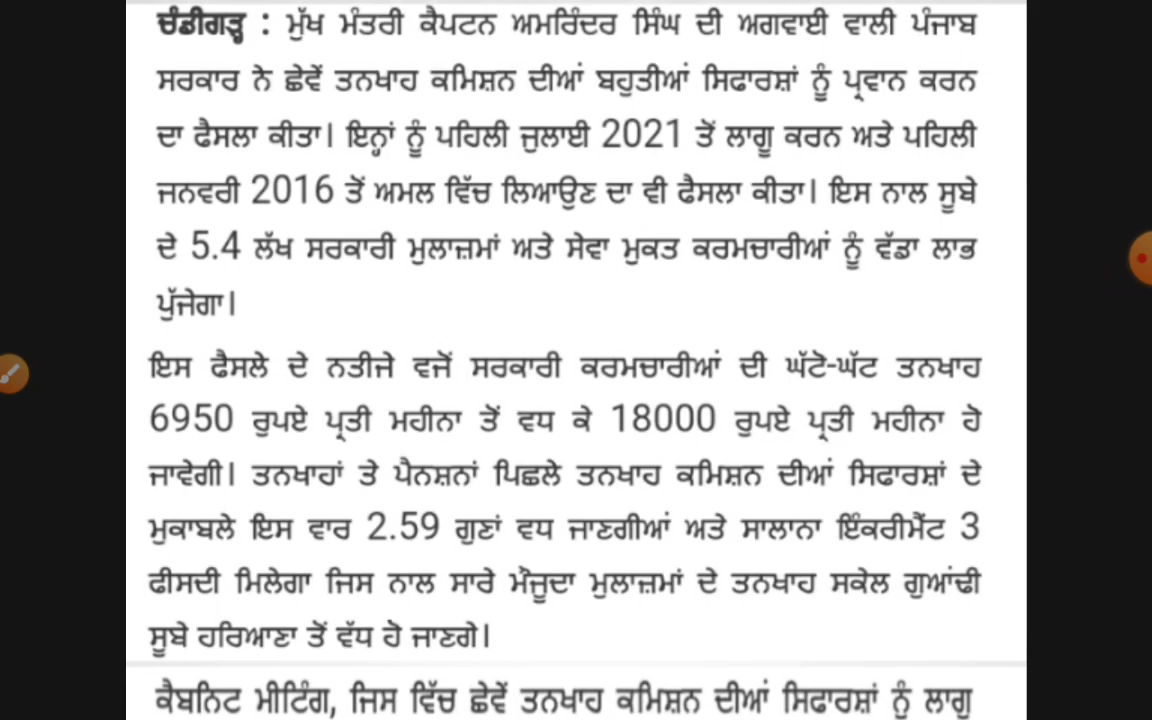 ਚੰਡੀਗੜ੍ਹ : ਮੁੱਖ ਮੰਤਰੀ ਕੈਪਟਨ ਅਮਰਿੰਦਰ ਸਿੰਘ ਦੀ ਅਗਵਾਈ ਵਾਲੀ ਪੰਜਾਬ
ਸਰਕਾਰ ਨੇ ਛੇਵੇਂ ਤਨਖਾਹ ਕਮਿਸ਼ਨ ਦੀਆਂ ਬਹੁਤੀਆਂ ਸਿਫਾਰਸ਼ਾਂ ਨੂੰ ਪ੍ਰਵਾਨ ਕਰਨ
ਦਾ ਫੈਸਲਾ ਕੀਤਾ। ਇਨ੍ਹਾਂ ਨੂੰ ਪਹਿਲੀ ਜੁਲਾਈ 2021 ਤੋਂ ਲਾਗੂ ਕਰਨ ਅਤੇ ਪਹਿਲੀ
ਜਨਵਰੀ 2016 ਤੋਂ ਅਮਲ ਵਿੱਚ ਲਿਆਉਣ ਦਾ ਵੀ ਫੈਸਲਾ ਕੀਤਾ। ਇਸ ਨਾਲ ਸੂਬੇ
ਦੇ 5.4 ਲੱਖ ਸਰਕਾਰੀ ਮੁਲਾਜ਼ਮਾਂ ਅਤੇ ਸੇਵਾ ਮੁਕਤ ਕਰਮਚਾਰੀਆਂ ਨੂੰ ਵੱਡਾ ਲਾਭ
ਪੁੱਜੇਗਾ।
ਇਸ ਫੈਸਲੇ ਦੇ ਨਤੀਜੇ ਵਜੋਂ ਸਰਕਾਰੀ ਕਰਮਚਾਰੀਆਂ ਦੀ ਘੱਟੋ-ਘੱਟ ਤਨਖਾਹ
6950 ਰੁਪਏ ਪ੍ਰਤੀ ਮਹੀਨਾ ਤੋਂ ਵਧ ਕੇ 18000 ਰੁਪਏ ਪ੍ਰਤੀ ਮਹੀਨਾ ਹੋ
ਜਾਵੇਗੀ। ਤਨਖਾਹਾਂ ਤੇ ਪੈਨਸ਼ਨਾਂ ਪਿਛਲੇ ਤਨਖਾਹ ਕਮਿਸ਼ਨ ਦੀਆਂ ਸਿਫਾਰਸ਼ਾਂ ਦੇ
ਮੁਕਾਬਲੇ ਇਸ ਵਾਰ 2.59 ਗੁਣਾਂ ਵਧ ਜਾਣਗੀਆਂ ਅਤੇ ਸਾਲਾਨਾ ਇੰਕਰੀਮੈਂਟ 3
ਫੀਸਦੀ ਮਿਲੇਗਾ ਜਿਸ ਨਾਲ ਸਾਰੇ ਮੌਜੂਦਾ ਮੁਲਾਜ਼ਮਾਂ ਦੇ ਤਨਖਾਹ ਸਕੇਲ ਗੁਆਂਢੀ
ਸੂਬੇ ਹਰਿਆਣਾ ਤੋਂ ਵੱਧ ਹੋ ਜਾਣਗੇ।
ਕੈਬਨਿਟ ਮੀਟਿੰਗ, ਜਿਸ ਵਿੱਚ ਛੇਵੇਂ ਤਨਖਾਹ ਕਮਿਸ਼ਨ ਦੀਆਂ ਸਿਫਾਰਸ਼ਾਂ ਨੂੰ ਲਾਗੂ